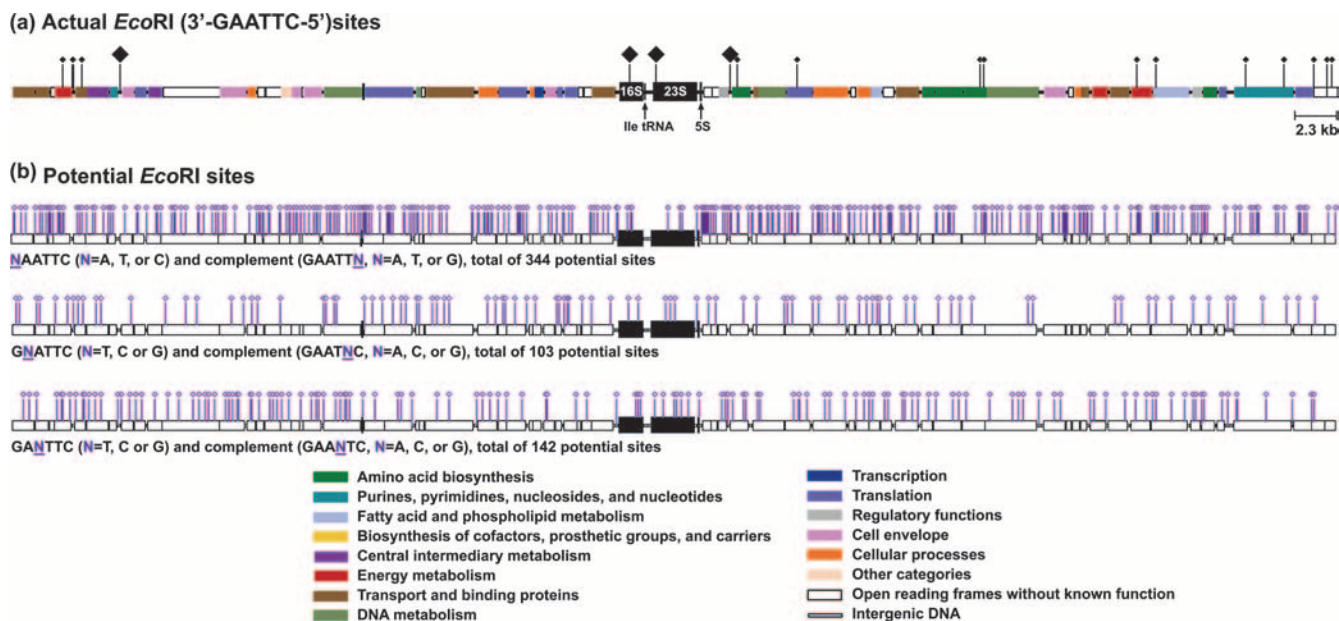 (a) Actual EcoRI (3'-GAATTC-5')sites
16S
23S
Ile tRNA
5S
2.3 kb
(b) Potential EcoRI sites
NAATTC (N=A, T, or C) and complement (GAATTN, N=A, T, or G), total of 344 potential sites
GNATTC (N=T, C or G) and complement (GAATNC, N=A, C, or G), total of 103 potential sites
GANTTC (N=T, C or G) and complement (GAANTC, N=A, C, or G), total of 142 potential sites
Amino acid biosynthesis
Purines, pyrimidines, nucleosides, and nucleotides
Fatty acid and phospholipid metabolism
Biosynthesis of cofactors, prosthetic groups, and carriers
Central intermediary metabolism
Energy metabolism
Transport and binding proteins
DNA metabolism
Transcription
Translation
Regulatory functions
Cell envelope
Cellular processes
Other categories
Open reading frames without known function
Intergenic DNA